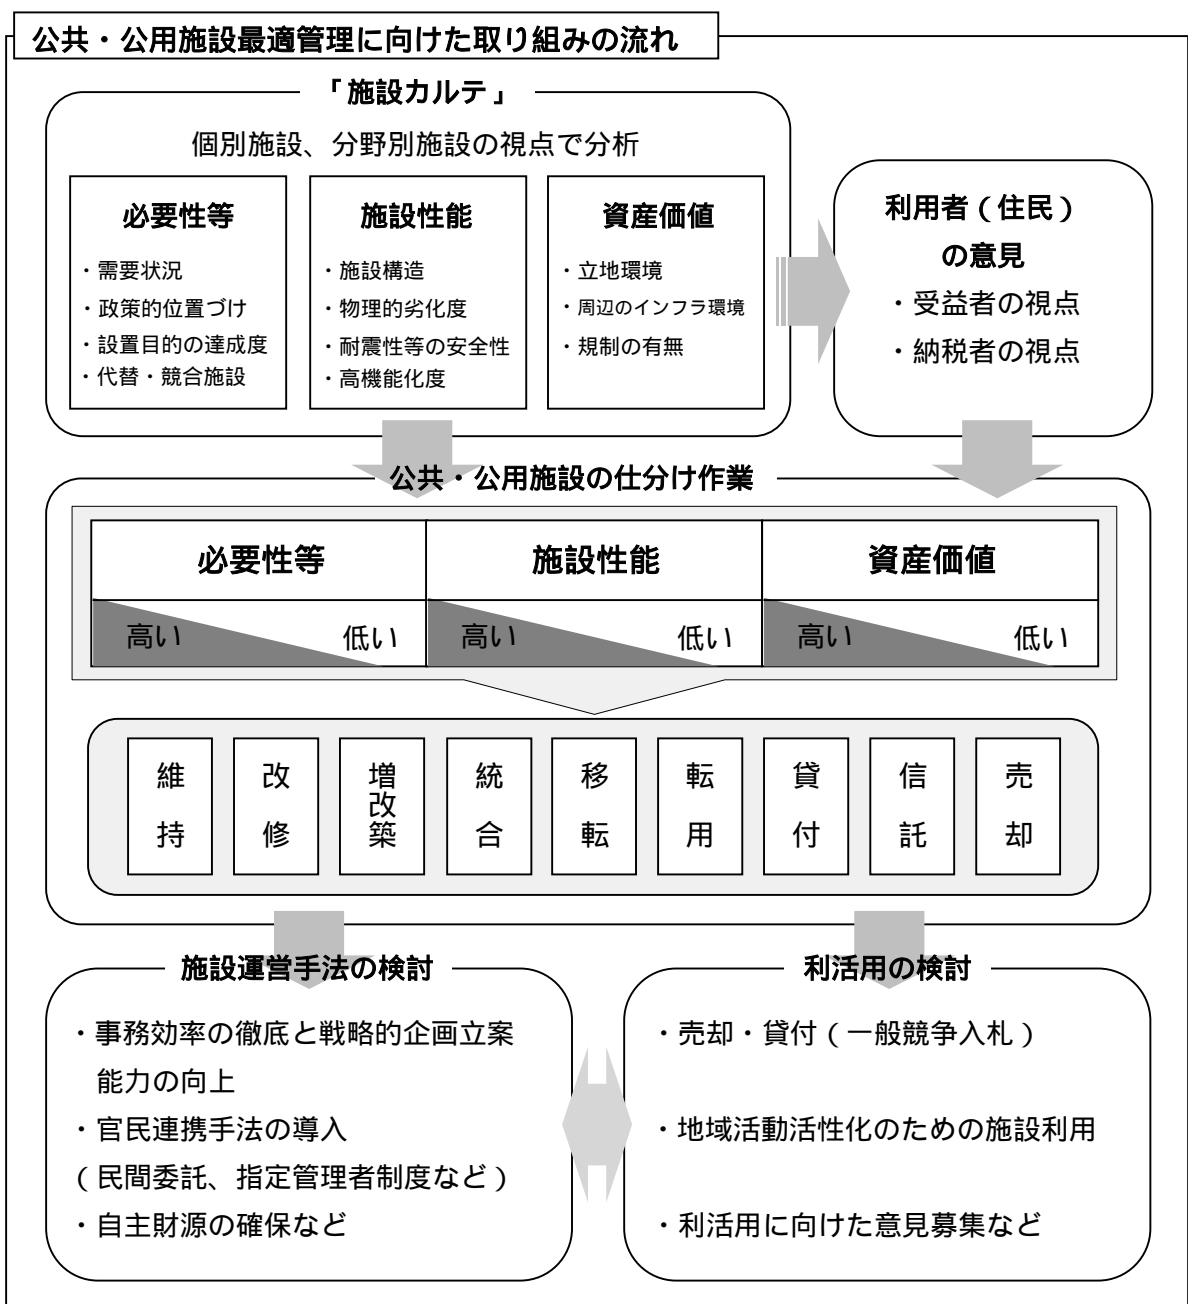 公共・公用施設最適管理に向けた取り組みの流れ
「施設カルテ」
個別施設、分野別施設の視点で分析
必要性等
・需要状況
・政策的位置づけ
・設置目的の達成度
・代替・競合施設
施設性能
・施設構造
・物理的劣化度
・耐震性等の安全性
・高機能化度
資産価値
・立地環境
・周辺のインフラ環境
・規制の有無
利用者（住民）
の意見
・受益者の視点
・納税者の視点
公共・公用施設の仕分け作業
必要性等
高い 低い
施設性能
高い 低い
資産価値
高い 低い
維持
改修
増改築
統合
移転
転用
貸付
信託
売却
施設運営手法の検討
・事務効率の徹底と戦略的企画立案
能力の向上
・官民連携手法の導入
（民間委託、指定管理者制度など）
・自主財源の確保など
利活用の検討
・売却・貸付（一般競争入札）
・地域活動活性化のための施設利用
・利活用に向けた意見募集など